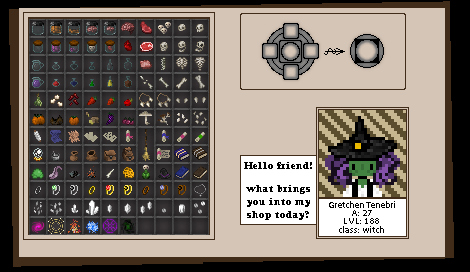 Hello friend!
what brings
you into my
shop today?
Gretchen Tenebri
A: 27
LVL: 188
class: witch